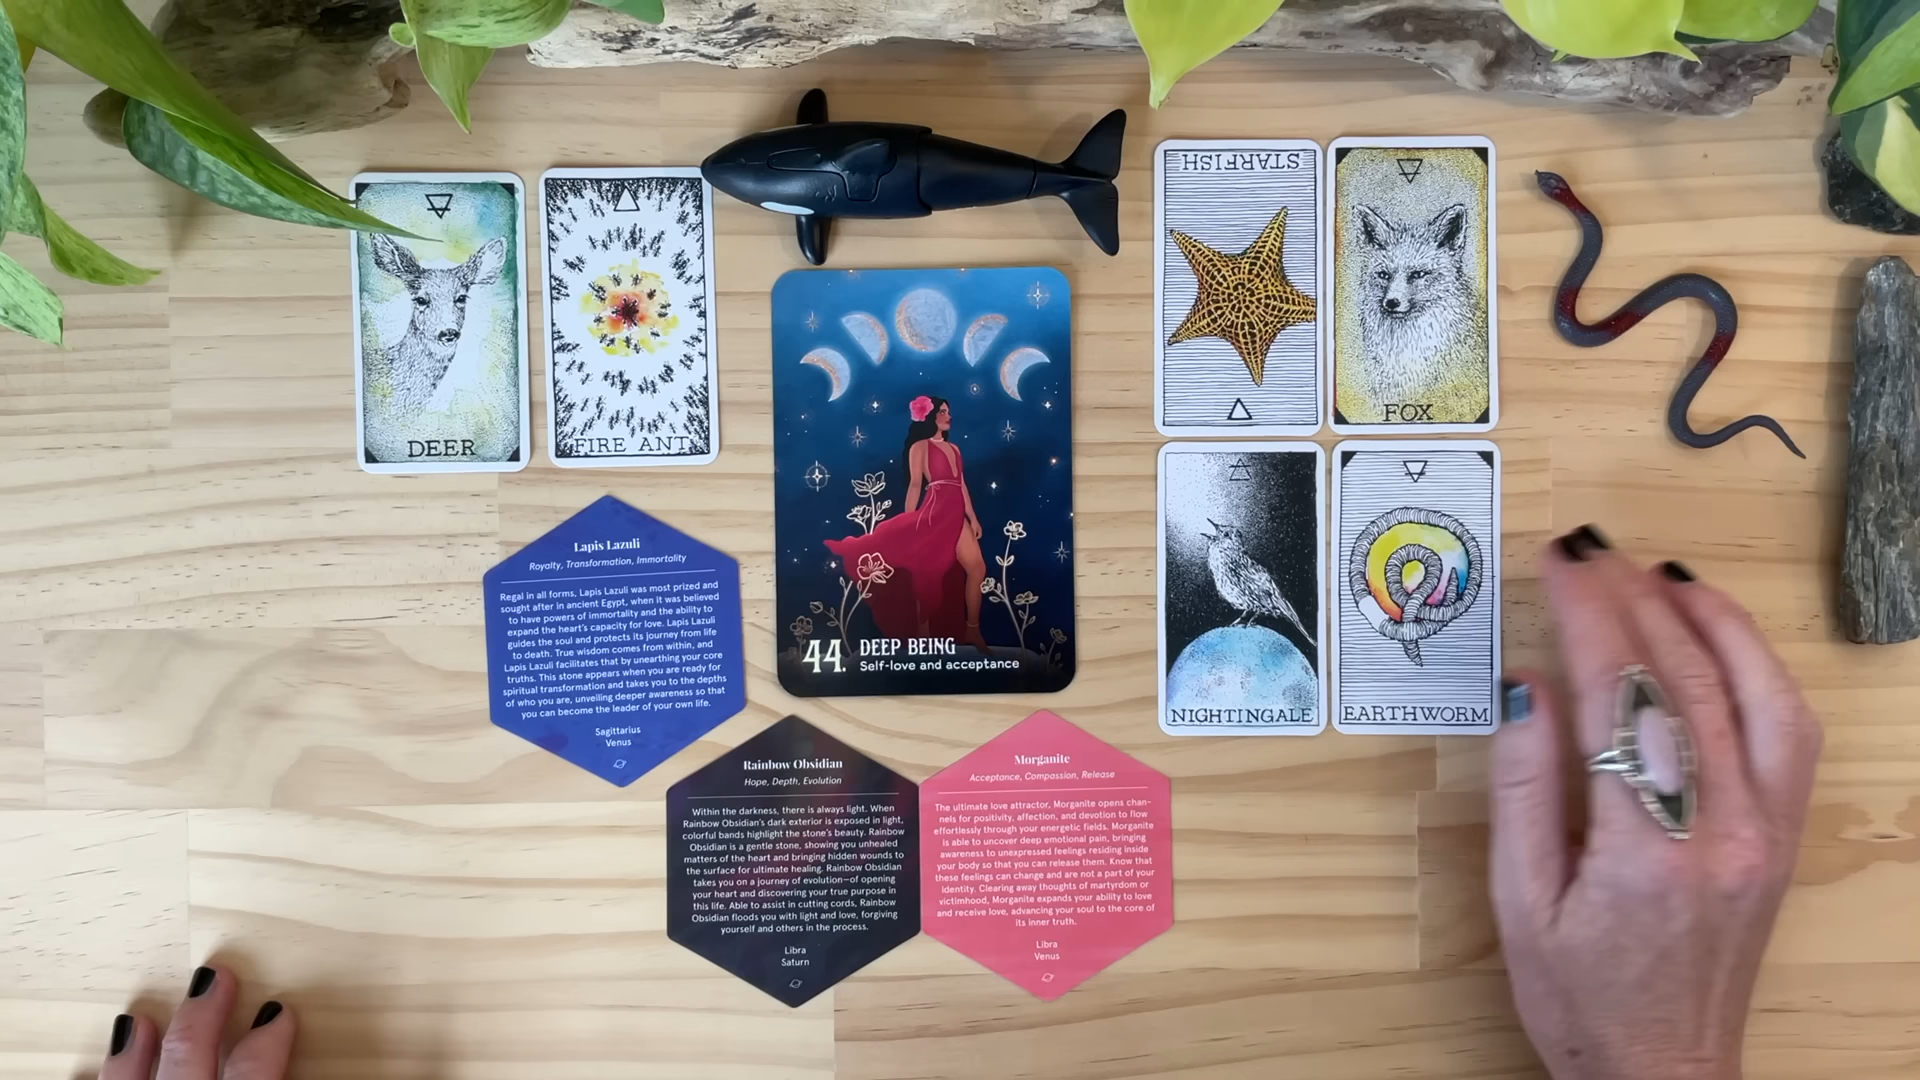 DEER
FIRE ANT
STARFISH
FOX
NIGHTINGALE
EARTHWORM
44. DEEP BEING
Self-love and acceptance
Lapis Lazuli
Royalty, Transformation, Immortality
Regal in all forms, Lapis Lazuli was most prized and
sought after in ancient Egypt, when it was believed
to have powers of immortality and the ability to
expand the heart's capacity for love. Lapis Lazuli
guides the soul and protects its journey from life
to death. True wisdom comes from within, and
Lapis Lazuli facilitates that by unearthing your core
truths. This stone appears when you are ready for
spiritual transformation and takes you to the depths
of who you are, unveiling deeper awareness so that
you can become the leader of your own life.
Sagittarius
Venus
Rainbow Obsidian
Hope, Depth, Evolution
Within the darkness, there is always light. When
Rainbow Obsidian's dark exterior is exposed in light,
colorful bands highlight the stone's beauty. Rainbow
Obsidian is a gentle stone, showing you unhealed
matters of the heart and bringing hidden wounds to
the surface for ultimate healing. Rainbow Obsidian
takes you on a journey of evolution—of opening
your heart and discovering your true purpose in
this life. Able to assist in cutting cords, Rainbow
Obsidian floods you with light and love, forgiving
yourself and others in the process.
Libra
Saturn
Morganite
Acceptance, Compassion, Release
The ultimate love attractor, Morganite opens chan-
nels for positivity, affection, and devotion to flow
effortlessly through your energetic fields. Morganite
is able to uncover deep emotional pain, bringing
awareness to unexpressed feelings residing inside
your body so that you can release them. Know that
these feelings can change and are not a part of your
identity. Clearing away thoughts of martyrdom or
victimhood, Morganite expands your ability to love
and receive love, advancing your soul to the core of
its inner truth.
Libra
Venus